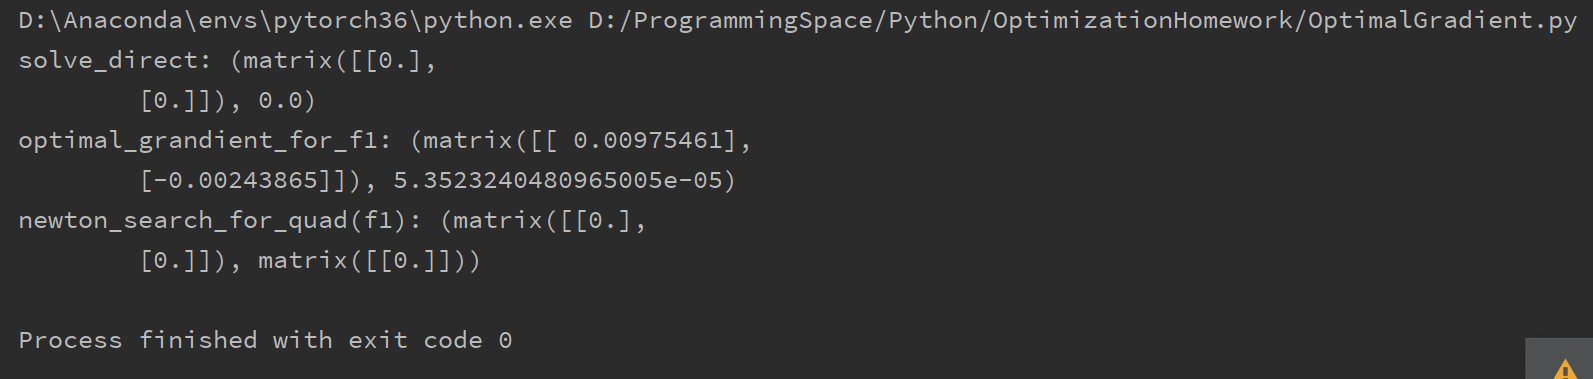 D:\Anaconda\envs\pytorch36\python.exe D:/ProgrammingSpace/Python/OptimizationHomework/OptimalGradient.py
solve_direct: (matrix([[0.],
        [0.]]), 0.0)
optimal_grandient_for_f1: (matrix([[ 0.00975461],
        [-0.00243865]]), 5.3523240480965005e-05)
newton_search_for_quad(f1): (matrix([[0.],
        [0.]]), matrix([[0.]]))
Process finished with exit code 0